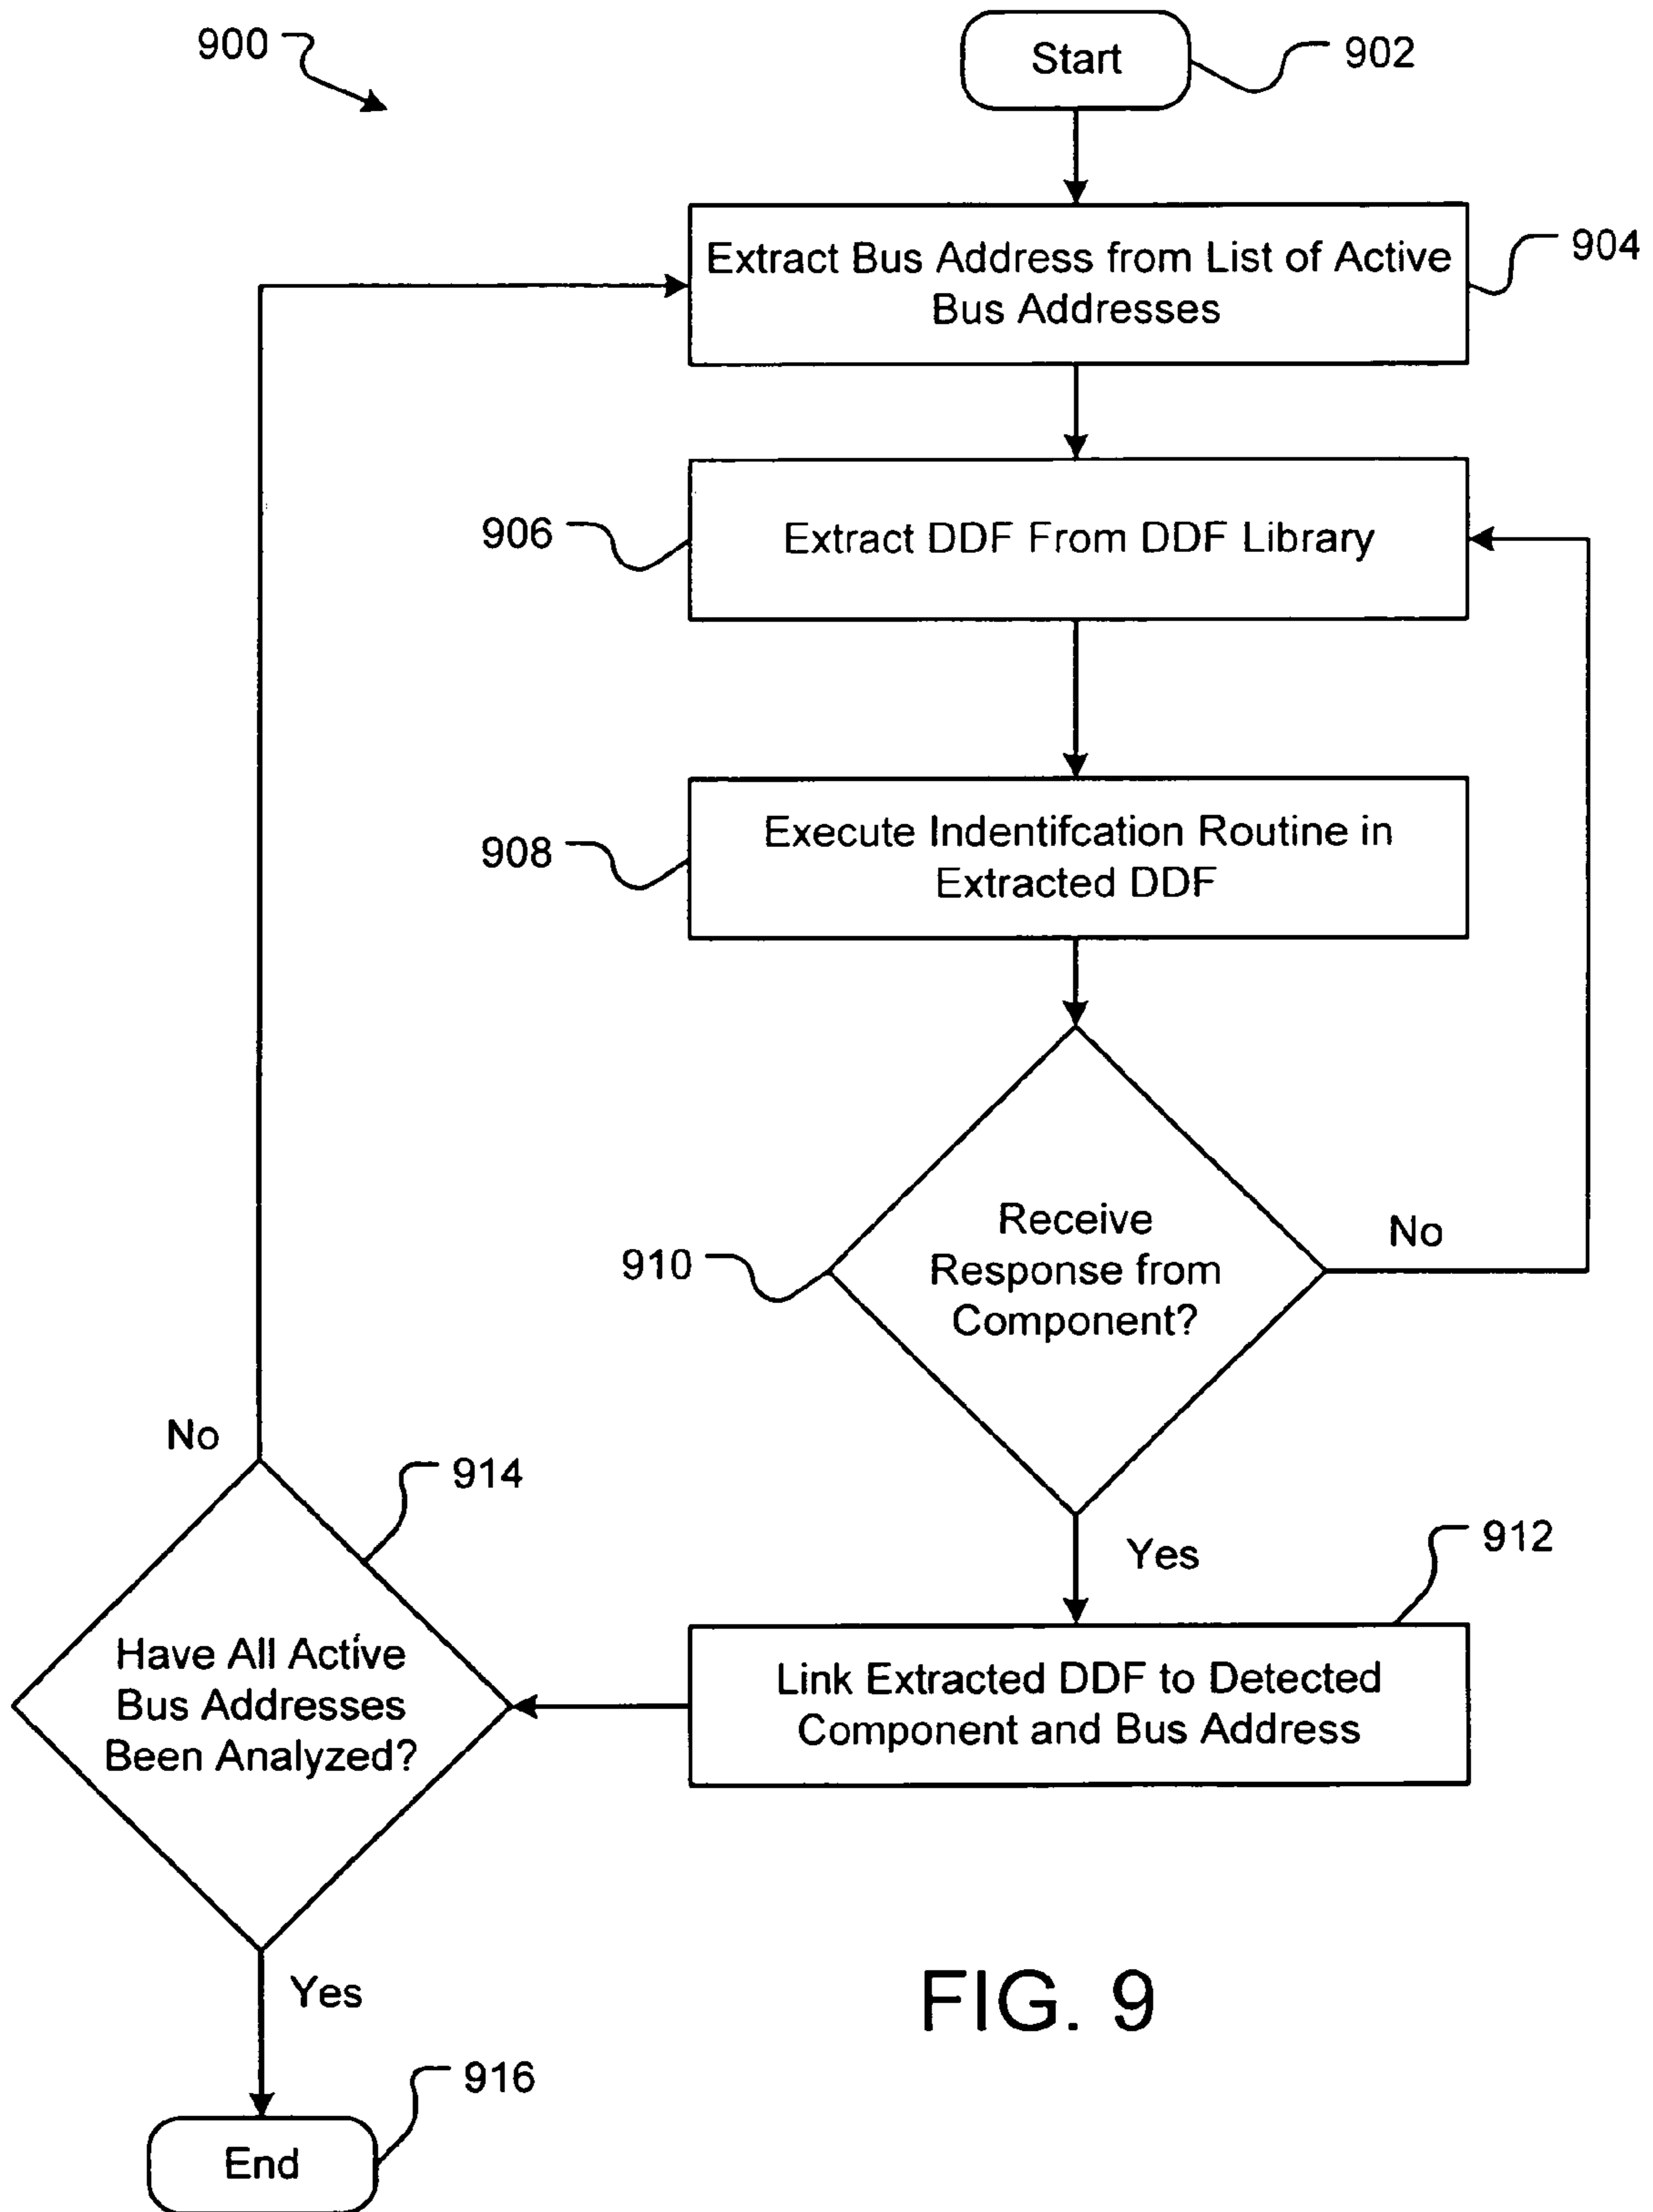 900
Start
902
Extract Bus Address from List of Active
Bus Addresses
904
906
Extract DDF From DDF Library
908
Execute Indentifcation Routine in
Extracted DDF
910
Receive
Response from
Component?
No
Yes
912
Link Extracted DDF to Detected
Component and Bus Address
No
914
Have All Active
Bus Addresses
Been Analyzed?
Yes
916
End
FIG. 9